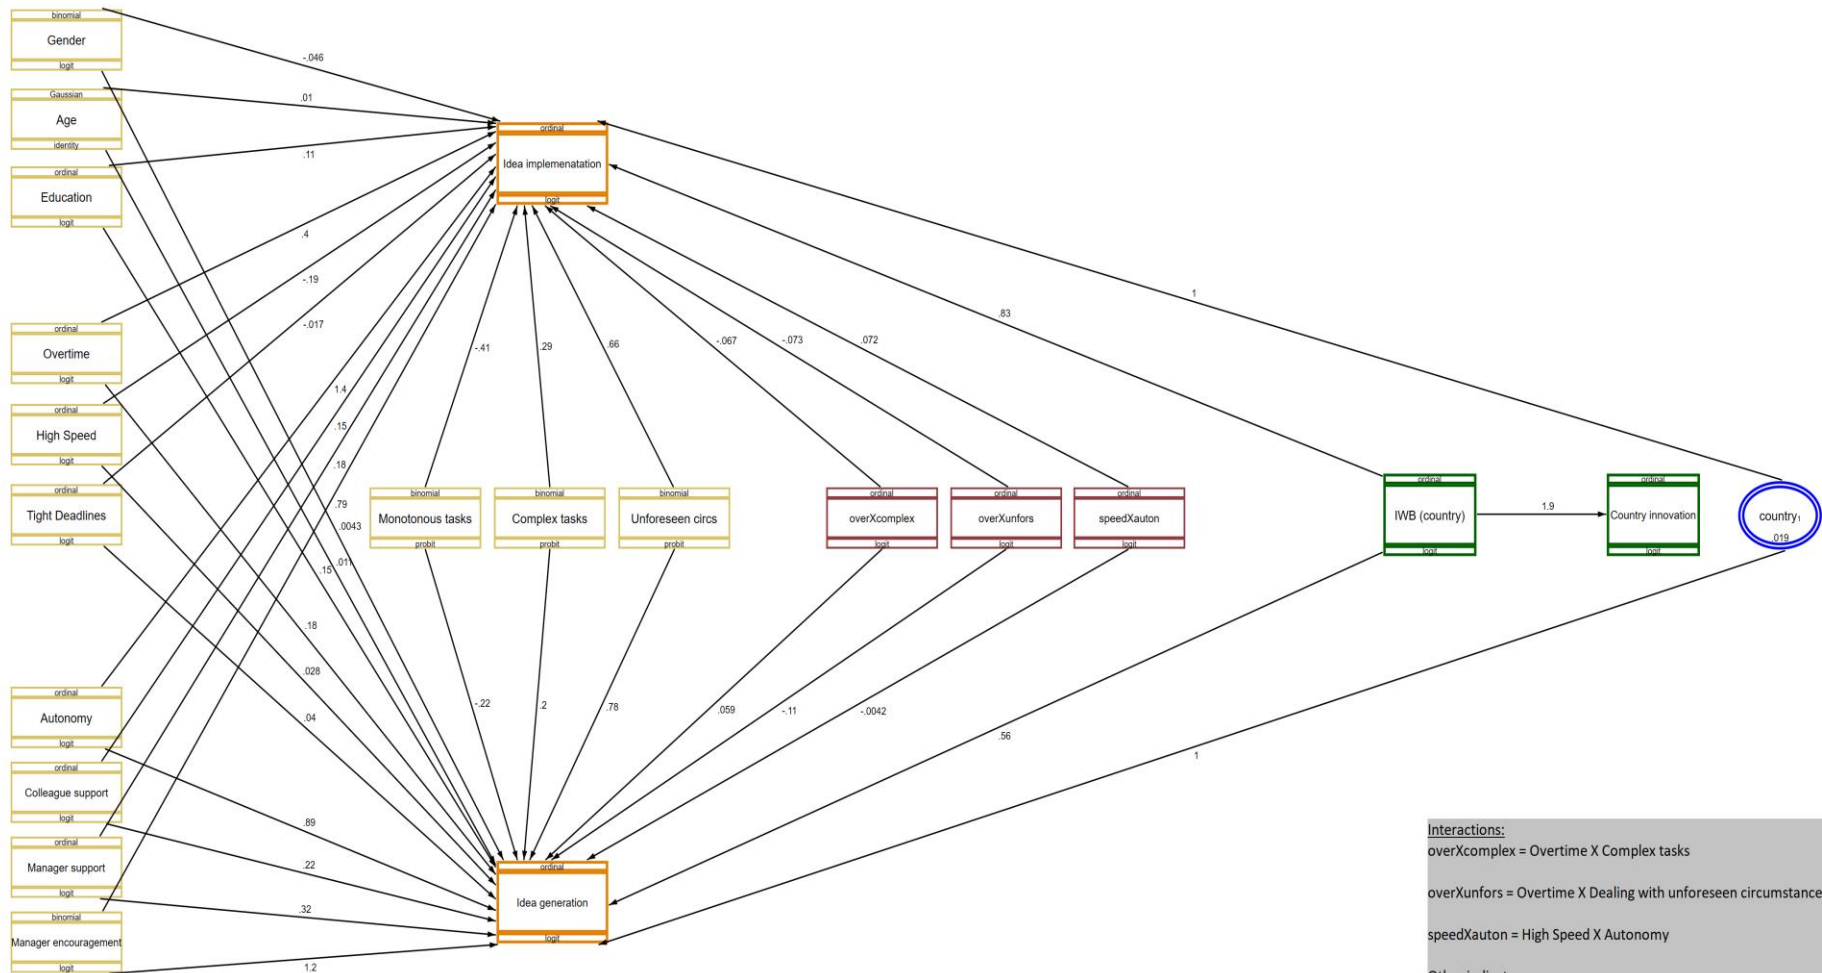 binomial
Gender
logit
Gaussian
Age
identity
ordinal
Education
logit
ordinal
Overtime
logit
ordinal
High Speed
logit
ordinal
Tight Deadlines
logit
ordinal
Autonomy
logit
ordinal
Colleague support
logit
ordinal
Manager support
logit
binomial
Manager encouragement
logit
-.046
.01
.11
.4
-.19
-.017
1.4
.15
.18
.79
.0043
.011
.15
.18
.028
.04
.89
.22
.32
1.2
ordinal
Idea implemenatation
logit
-.41
.29
.66
-.067
-.073
.072
.83
1
binomial
Monotonous tasks
probit
binomial
Complex tasks
probit
binomial
Unforeseen circs
probit
ordinal
overXcomplex
logit
ordinal
overXunfors
logit
ordinal
speedXauton
logit
ordinal
IWB (country)
logit
1.9
ordinal
Country innovation
logit
country₁
.019
-.22
.2
.78
.059
-.11
-.0042
.56
1
ordinal
Idea generation
logit
Interactions:
overXcomplex = Overtime X Complex tasks
overXunfors = Overtime X Dealing with unforeseen circumstance
speedXauton = High Speed X Autonomy